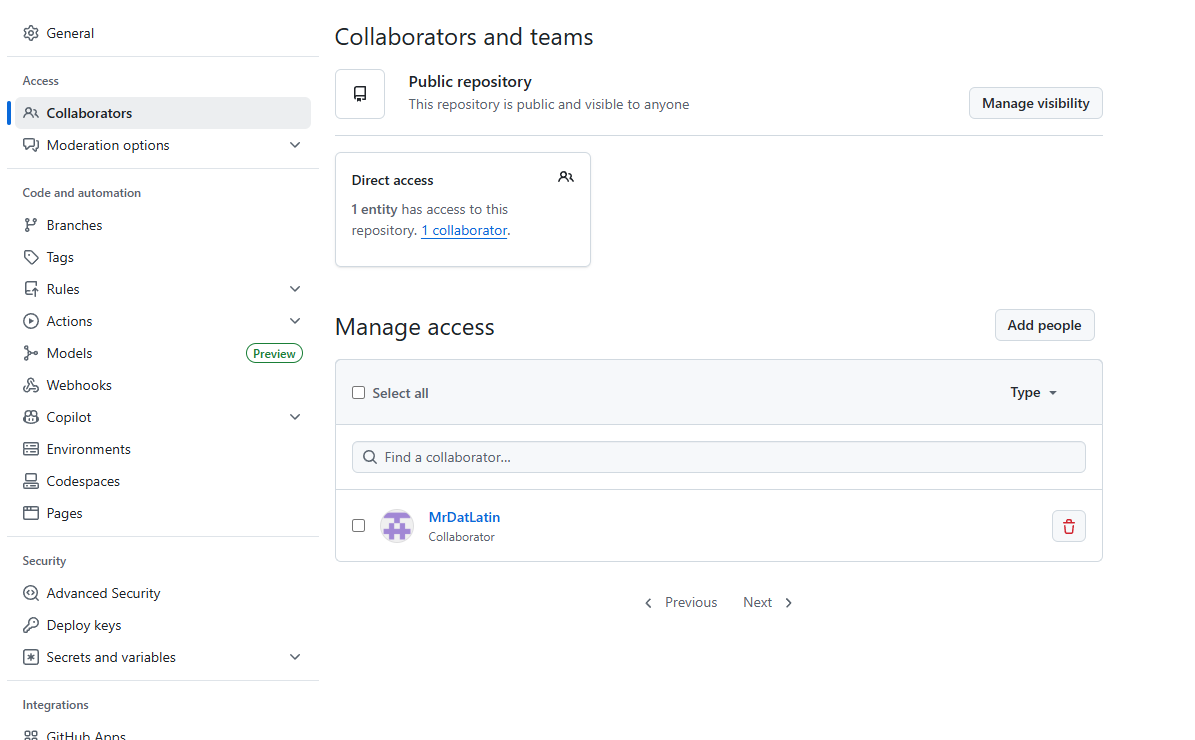 General
Access
Collaborators
Moderation options
Code and automation
Branches
Tags
Rules
Actions
Models
Preview
Webhooks
Copilot
Environments
Codespaces
Pages
Security
Advanced Security
Deploy keys
Secrets and variables
Integrations
GitHub Apps
Collaborators and teams
Public repository
This repository is public and visible to anyone
Manage visibility
Direct access
1 entity has access to this
repository. 1 collaborator.
Manage access
Add people
Select all
Type
Find a collaborator...
MrDatLatin
Collaborator
Previous
Next